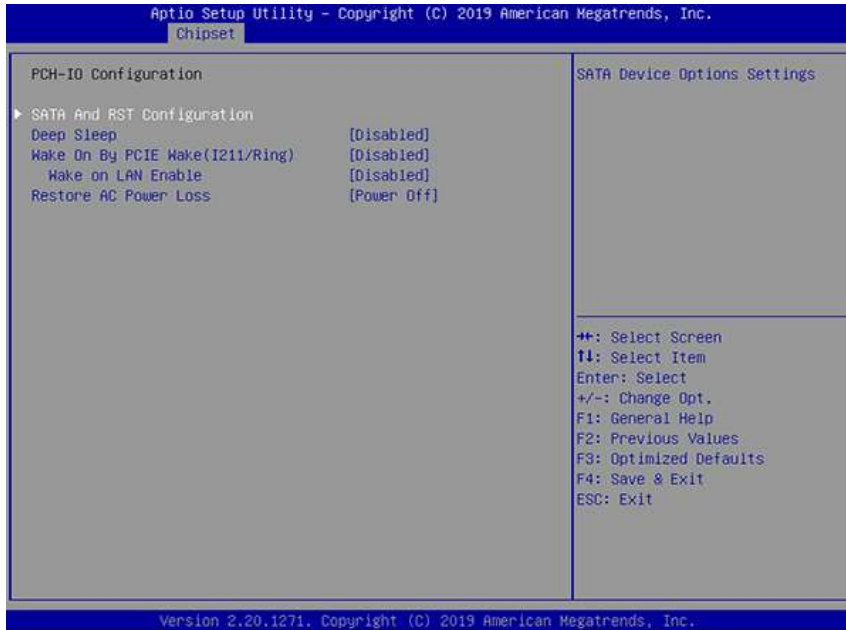 Aptio Setup Utility – Copyright (C) 2019 American Megatrends, Inc.
Chipset
PCH-IO Configuration
SATA And RST Configuration
Deep Sleep [Disabled]
Wake On By PCIE Wake(I211/Ring) [Disabled]
Wake on LAN Enable [Disabled]
Restore AC Power Loss [Power Off]
SATA Device Options Settings
→←: Select Screen
↑↓: Select Item
Enter: Select
+/-: Change Opt.
F1: General Help
F2: Previous Values
F3: Optimized Defaults
F4: Save & Exit
ESC: Exit
Version 2.20.1271. Copyright (C) 2019 American Megatrends, Inc.